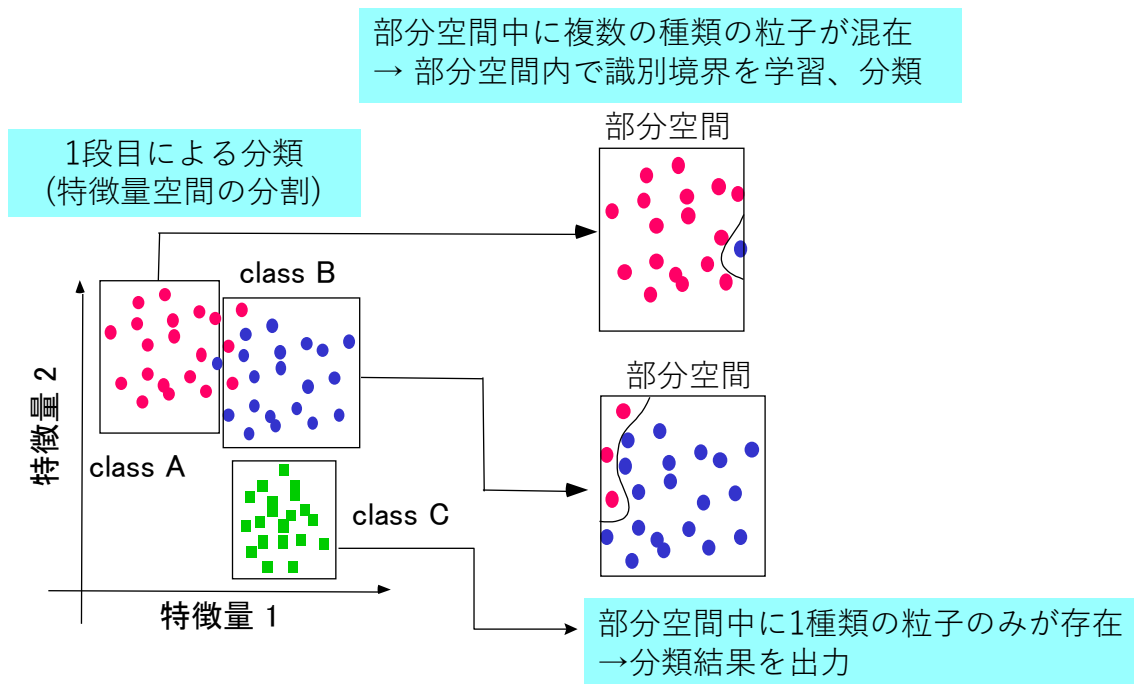 部分空間中に複数の種類の粒子が混在
→ 部分空間内で識別境界を学習、分類
1段目による分類
(特徴量空間の分割)
部分空間
class B
特徴量 2
class A
部分空間
class C
特徴量 1
部分空間中に1種類の粒子のみが存在
→分類結果を出力